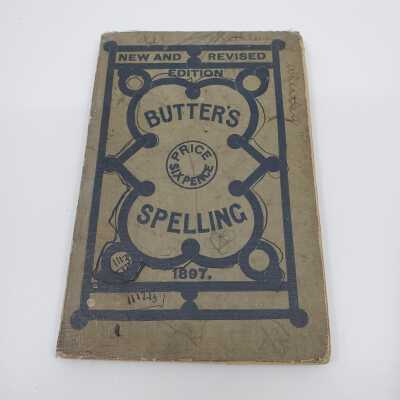 NEW AND REVISED
EDITION
BUTTER'S
PRICE
SIXPENCE
SPELLING
1897.